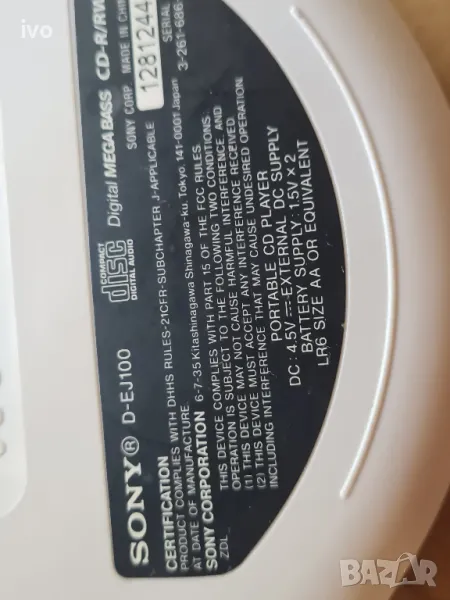 ivo
SONY® D-EJ100 COMPACT disc DIGITAL AUDIO Digital MEGA BASS CD-R/RW
SONY CORP MADE IN CHIN
SERIAL
1281244
3-261-686
CERTIFICATION
PRODUCT COMPLIES WITH DHHS RULES-21CFR-SUBCHAPTER J-APPLICABLE
AT DATE OF MANUFACTURE.
SONY CORPORATION 6-7-35 Kitashinagawa Shinagawa-ku, Tokyo, 141-0001 Japan
THIS DEVICE COMPLIES WITH PART 15 OF THE FCC RULES.
OPERATION IS SUBJECT TO THE FOLLOWING TWO CONDITIONS.
(1) THIS DEVICE MAY NOT CAUSE HARMFUL INTERFERENCE, AND
(2) THIS DEVICE MUST ACCEPT ANY INTERFERENCE RECEIVED.
INCLUDING INTERFERENCE THAT MAY CAUSE UNDESIRED OPERATION
ZDL
PORTABLE CD PLAYER
DC : 4.5V EXTERNAL DC SUPPLY
BATTERY SUPPLY : 1.5V × 2
LR6 SIZE AA OR EQUIVALENT
bazar.bg